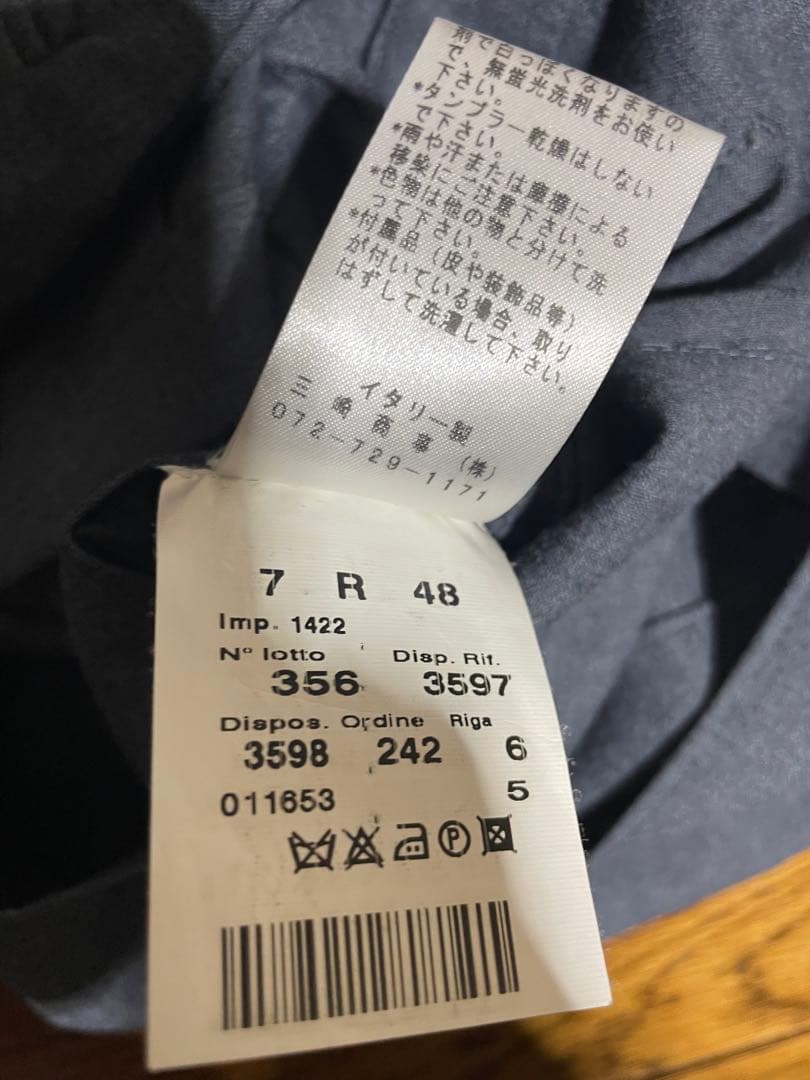 剤で白っぽくなりますの
で、無蛍光洗剤をお使い
下さい。
*タンブラー乾燥はしない
で下さい。
*雨や汗または摩擦による
移染にご注意下さい。
*色物は他の物と分けて洗
って下さい。
*付属品(皮や装飾品等)
が付いている場合、取り
はずして洗濯して下さい。
イタリー製
三崎商事(株)
072-729-1171
7 R 48
Imp. 1422
N° lotto Disp. Rif.
356 3597
Dispos. Ordine Riga
3598 242 6
011653 5
P